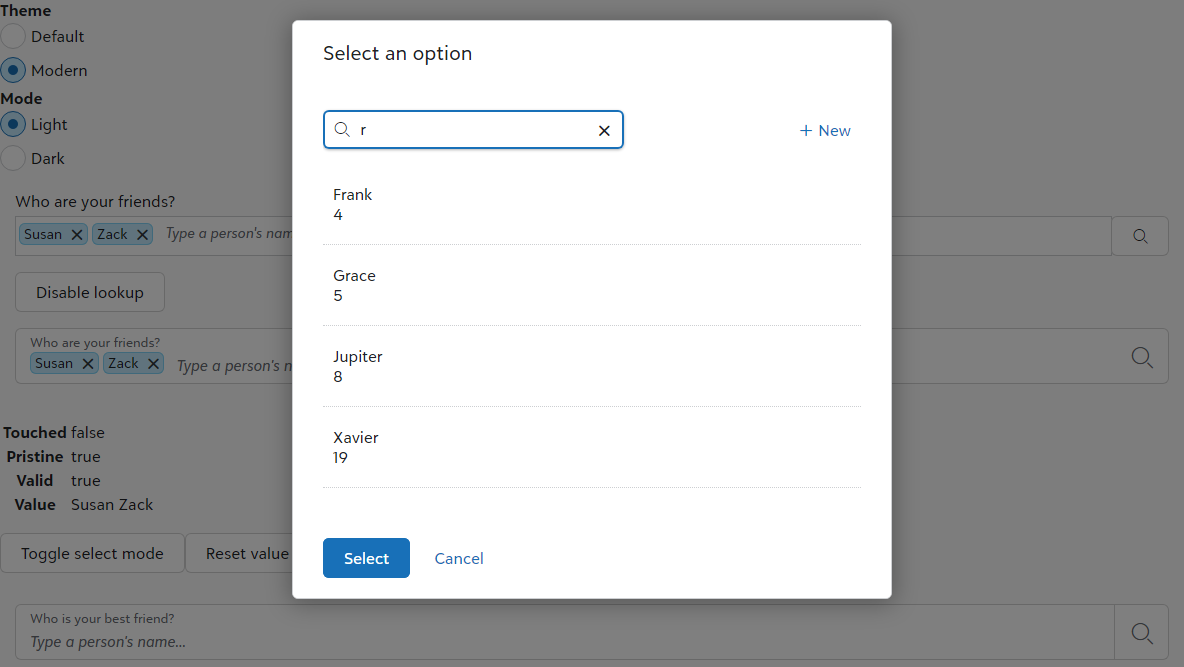 Theme
Default
Modern
Mode
Light
Dark
Who are your friends?
Susan Zack Type a person's nam
Disable lookup
Who are your friends?
Susan Zack Type a person's n
Touched false
Pristine true
Valid true
Value Susan Zack
Toggle select mode Reset value
Who is your best friend?
Type a person's name...
Select an option
r
+ New
Frank
4
Grace
5
Jupiter
8
Xavier
19
Select Cancel